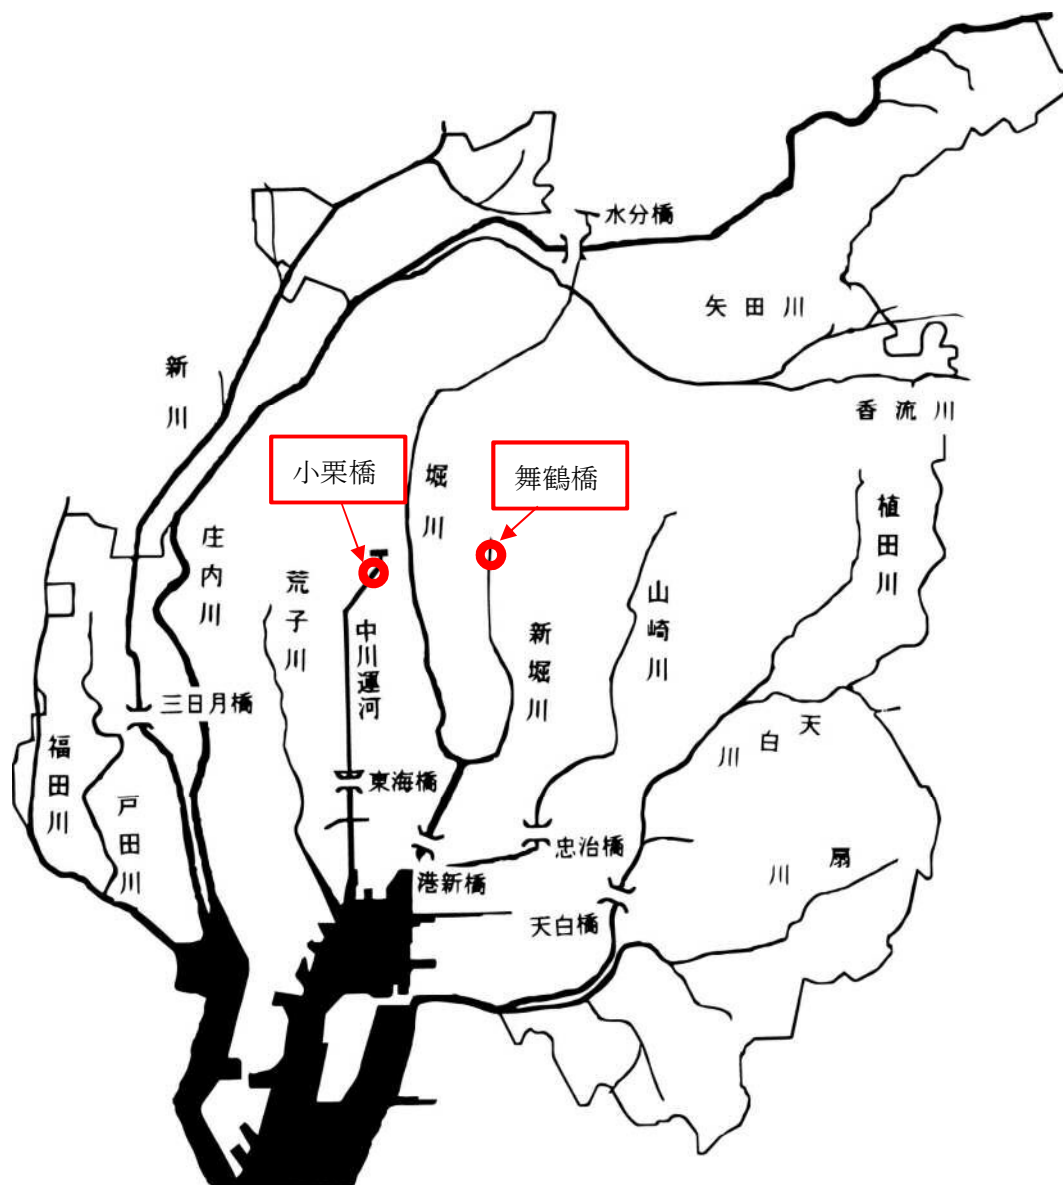 水分橋
矢田川
新川
香流川
小栗橋
舞鶴橋
堀川
植田川
庄内川
荒子川
山崎川
中川運河
新堀川
三日月橋
天白川
福田川
東海橋
戸田川
忠治橋
扇川
港新橋
天白橋